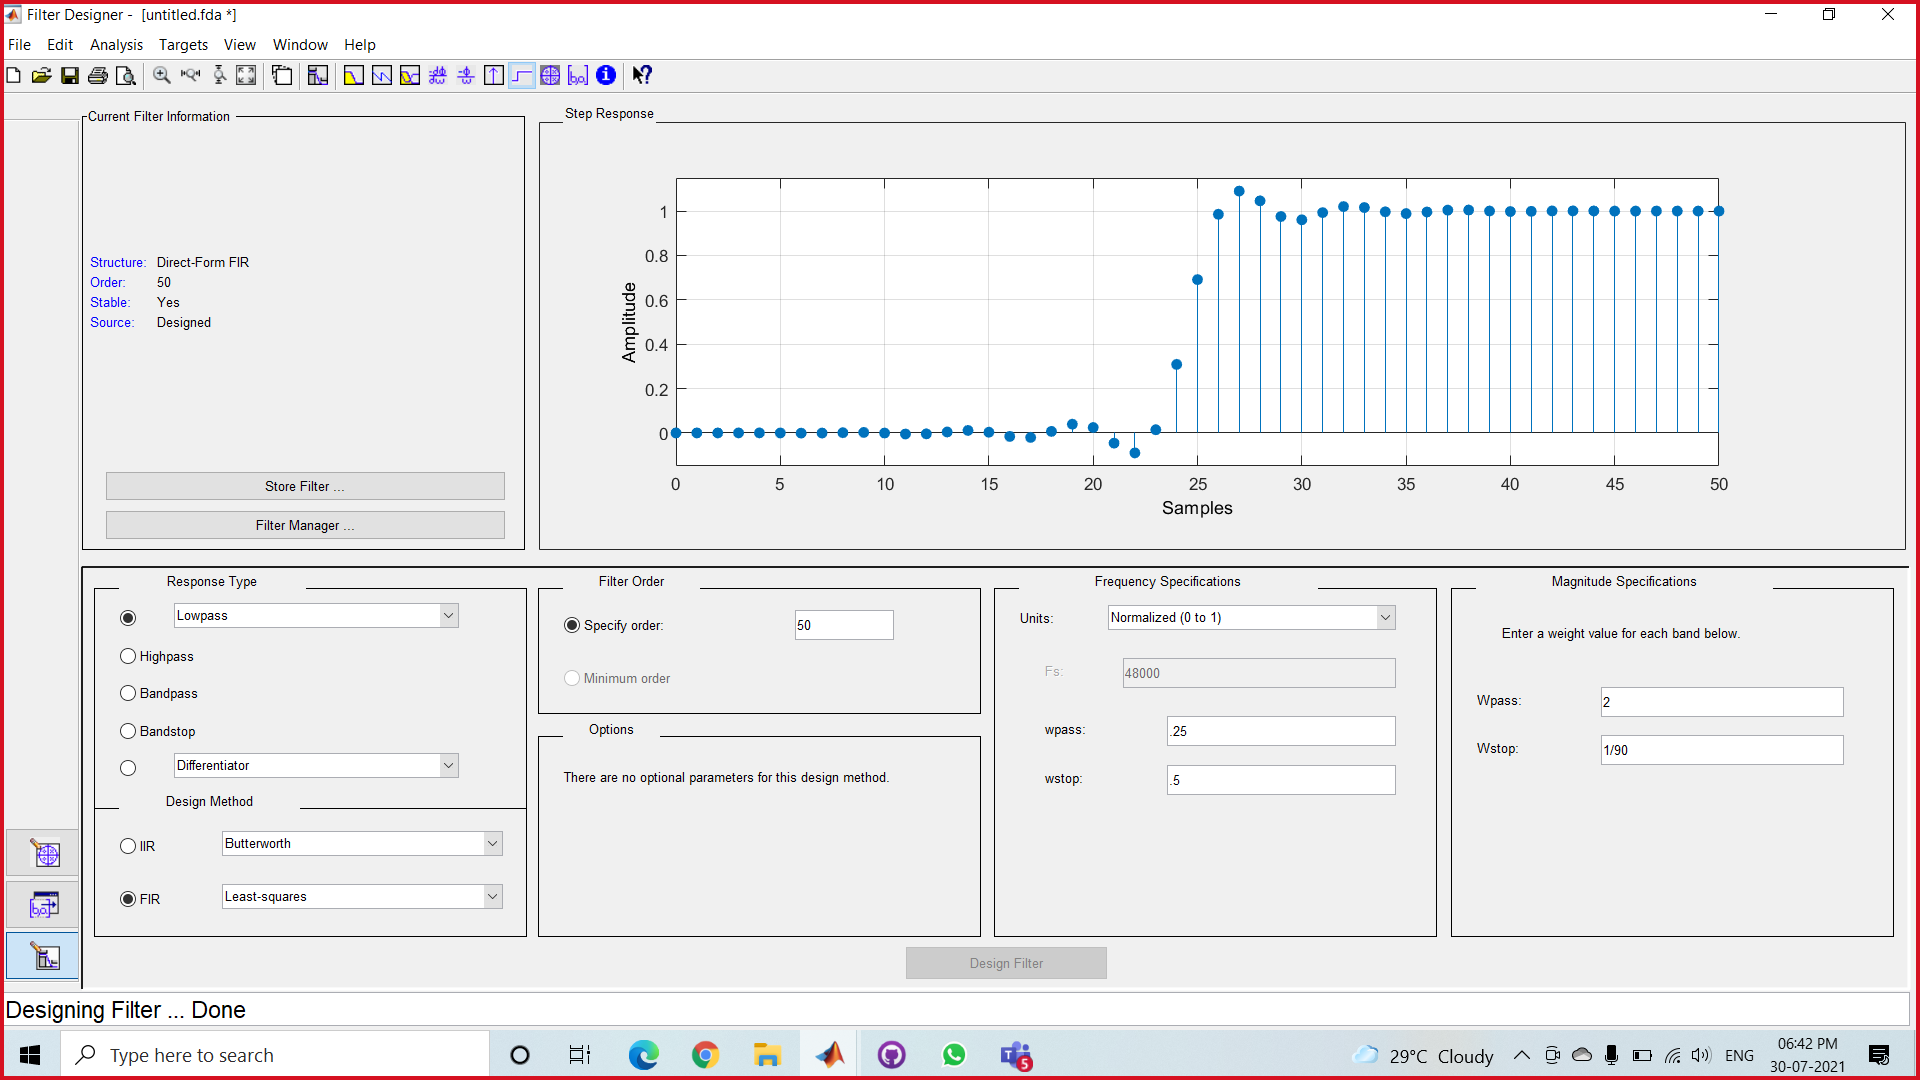 Filter Designer - [untitled.fda *]
File Edit Analysis Targets View Window Help
Current Filter Information
Structure: Direct-Form FIR
Order: 50
Stable: Yes
Source: Designed
Store Filter ...
Filter Manager ...
Step Response
1
0.8
0.6
0.4
0.2
0
Amplitude
0 5 10 15 20 25 30 35 40 45 50
Samples
Response Type
Lowpass
Highpass
Bandpass
Bandstop
Differentiator
Design Method
IIR Butterworth
FIR Least-squares
Filter Order
Specify order: 50
Minimum order
Options
There are no optional parameters for this design method.
Frequency Specifications
Units: Normalized (0 to 1)
Fs: 48000
wpass: .25
wstop: .5
Magnitude Specifications
Enter a weight value for each band below.
Wpass: 2
Wstop: 1/90
Design Filter
Designing Filter ... Done
Type here to search
5
29°C Cloudy
ENG
06:42 PM
30-07-2021